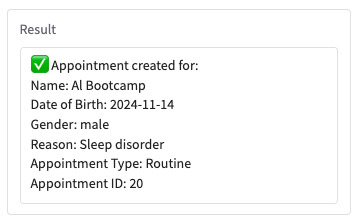 Result
✅ Appointment created for:
Name: Al Bootcamp
Date of Birth: 2024-11-14
Gender: male
Reason: Sleep disorder
Appointment Type: Routine
Appointment ID: 20